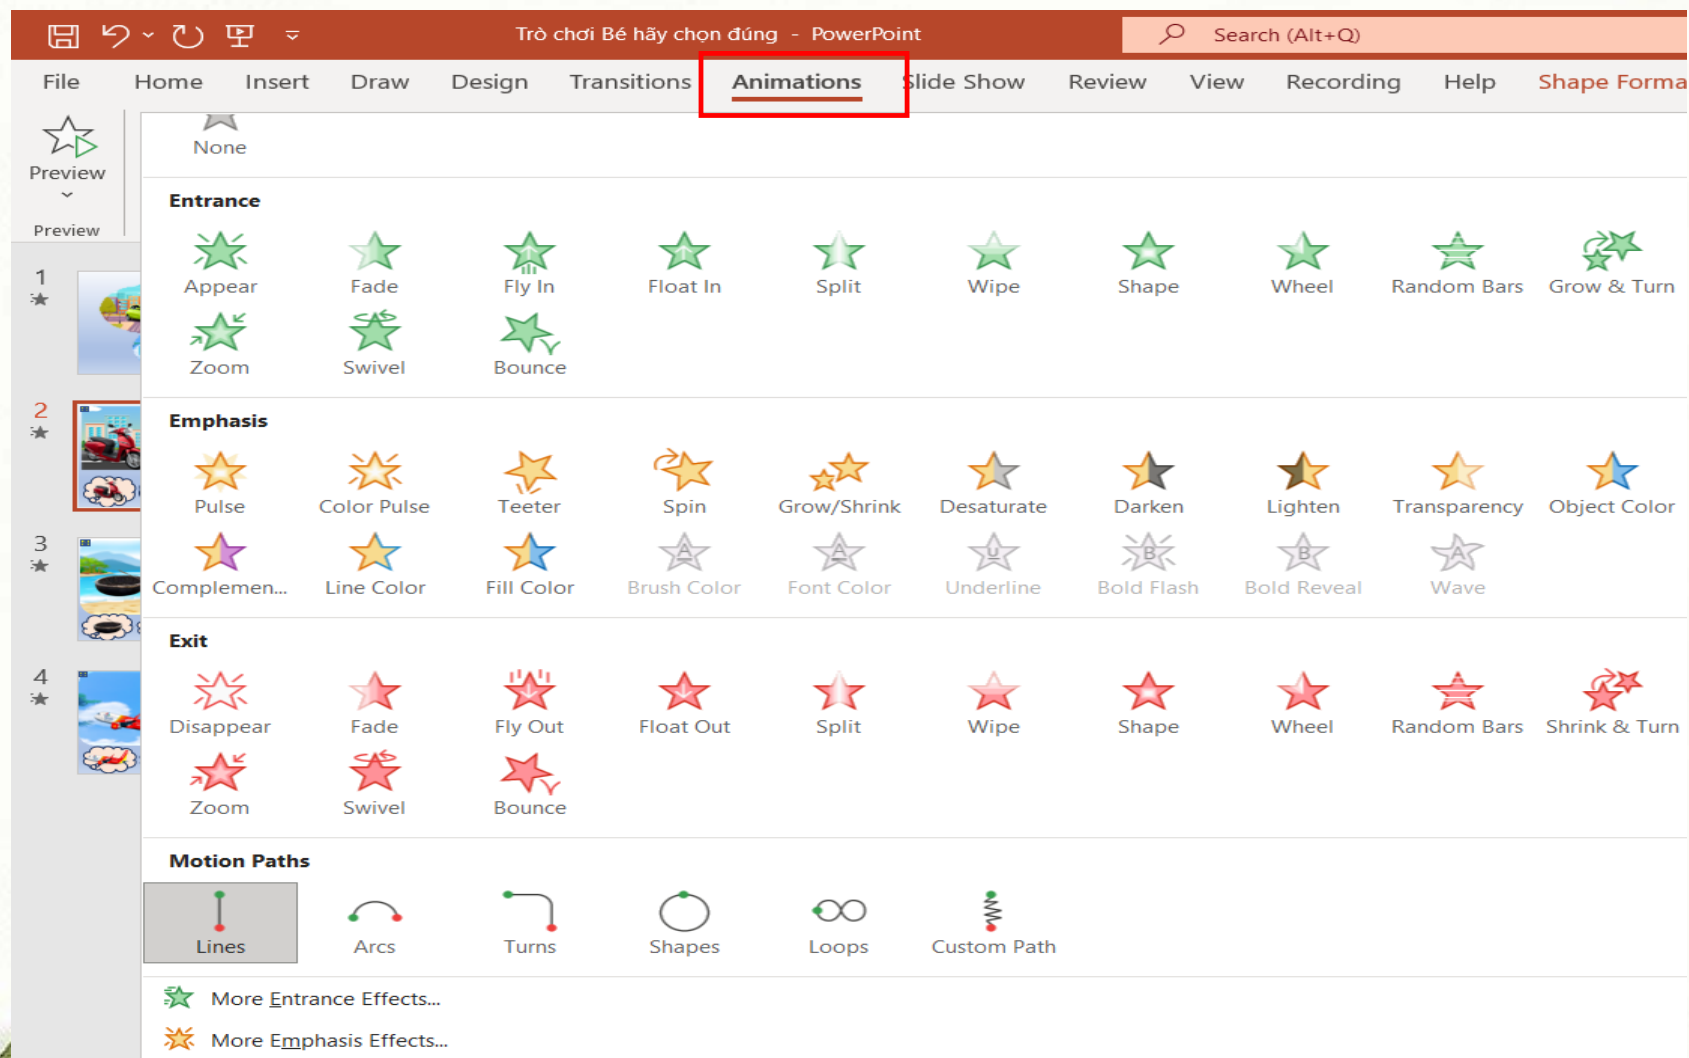 Trò chơi Bé hãy chọn đúng - PowerPoint
Search (Alt+Q)
File Home Insert Draw Design Transitions Animations Slide Show Review View Recording Help Shape Forma
Preview
Preview
None
Entrance
Appear Fade Fly In Float In Split Wipe Shape Wheel Random Bars Grow & Turn
Zoom Swivel Bounce
Emphasis
Pulse Color Pulse Teeter Spin Grow/Shrink Desaturate Darken Lighten Transparency Object Color
Complemen... Line Color Fill Color Brush Color Font Color Underline Bold Flash Bold Reveal Wave
Exit
Disappear Fade Fly Out Float Out Split Wipe Shape Wheel Random Bars Shrink & Turn
Zoom Swivel Bounce
Motion Paths
Lines Arcs Turns Shapes Loops Custom Path
More Entrance Effects...
More Emphasis Effects...
1
2
3
4